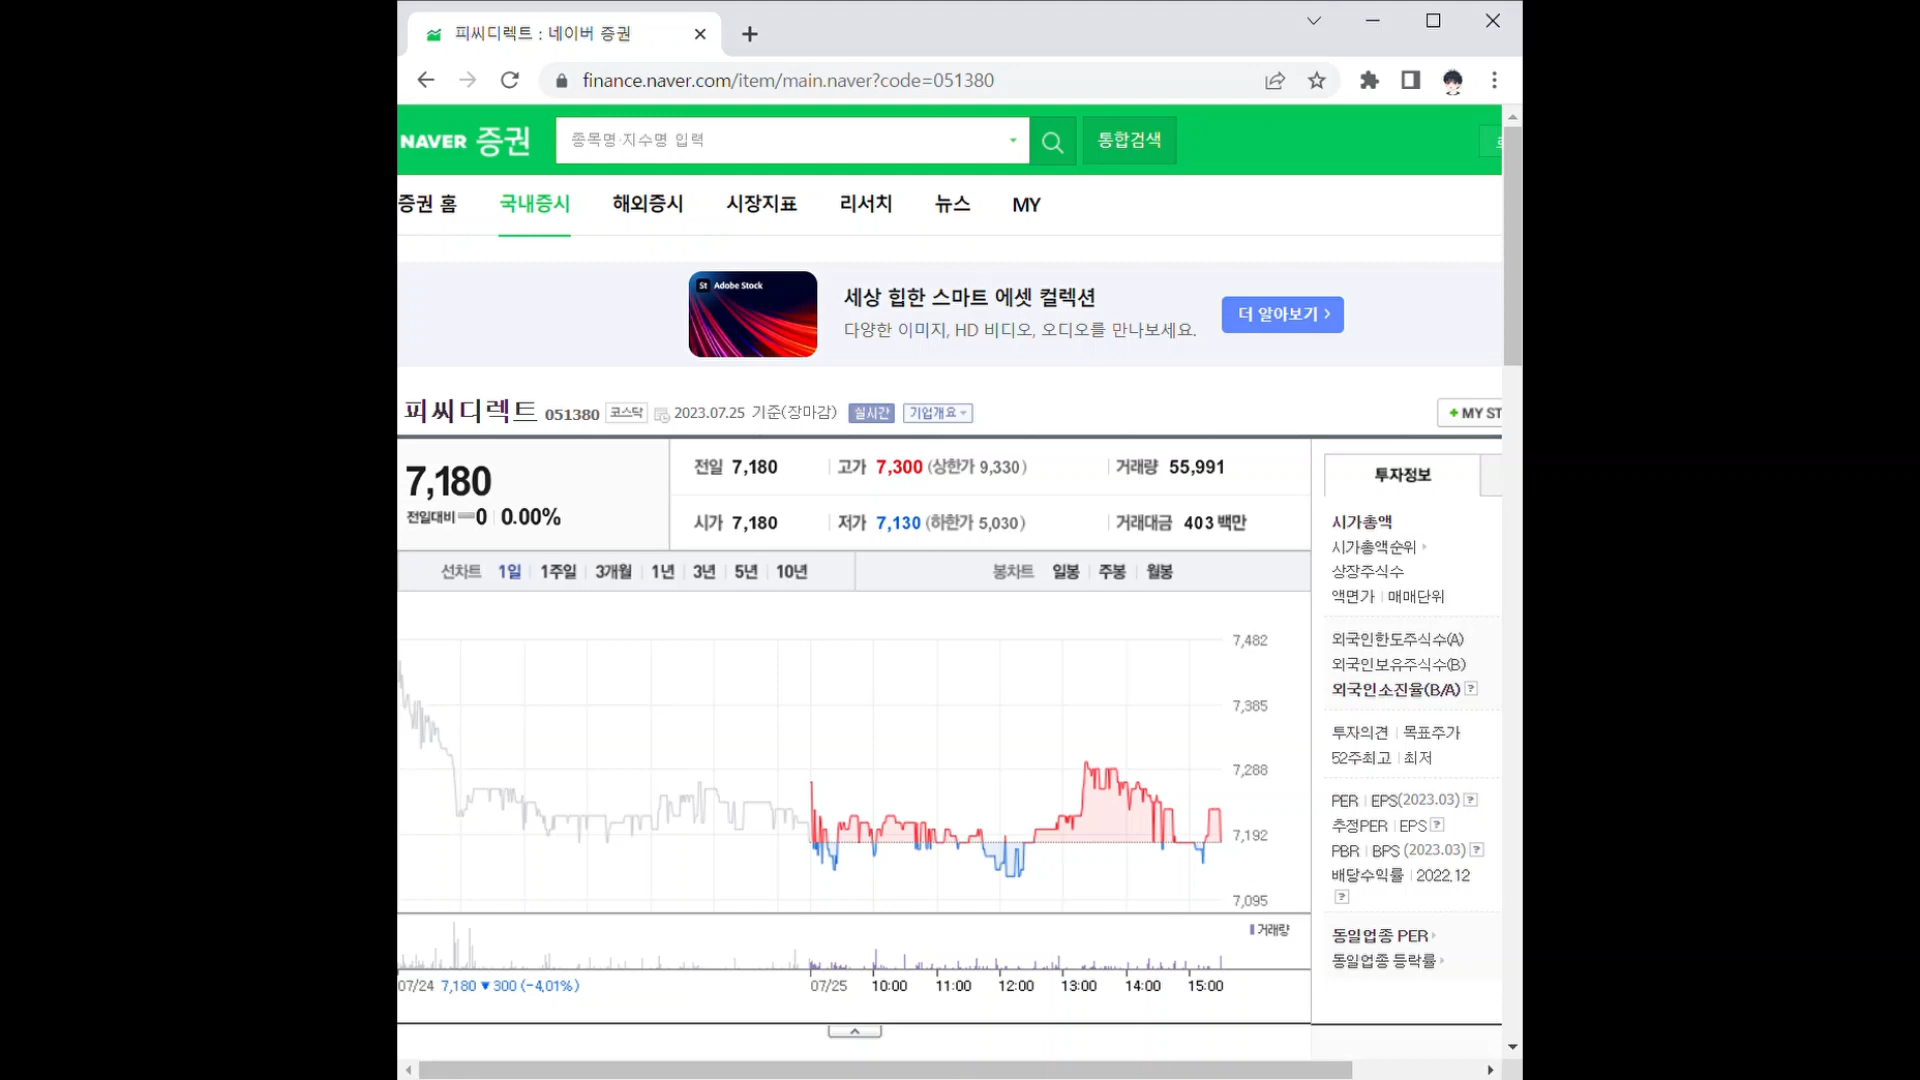 피씨디렉트 : 네이버 증권
finance.naver.com/item/main.naver?code=051380
NAVER 증권
종목명·지수명 입력
통합검색
증권 홈 국내증시 해외증시 시장지표 리서치 뉴스 MY
St Adobe Stock
세상 힙한 스마트 에셋 컬렉션
다양한 이미지, HD 비디오, 오디오를 만나보세요.
더 알아보기 >
피씨디렉트 051380 코스닥 2023.07.25 기준(장마감) 실시간 기업개요
+ MY ST
7,180
전일대비 0 0.00%
전일 7,180 고가 7,300 (상한가 9,330) 거래량 55,991
시가 7,180 저가 7,130 (하한가 5,030) 거래대금 403 백만
선차트 1일 1주일 3개월 1년 3년 5년 10년
봉차트 일봉 주봉 월봉
7,482
7,385
7,288
7,192
7,095
거래량
07/24 7,180 ▼ 300 (-4.01%)
07/25 10:00 11:00 12:00 13:00 14:00 15:00
투자정보
시가총액
시가총액순위
상장주식수
액면가 | 매매단위
외국인한도주식수(A)
외국인보유주식수(B)
외국인소진율(B/A) ?
투자의견 | 목표주가
52주최고 | 최저
PER | EPS(2023.03) ?
추정PER | EPS ?
PBR | BPS (2023.03) ?
배당수익률 | 2022.12
?
동일업종 PER
동일업종 등락률